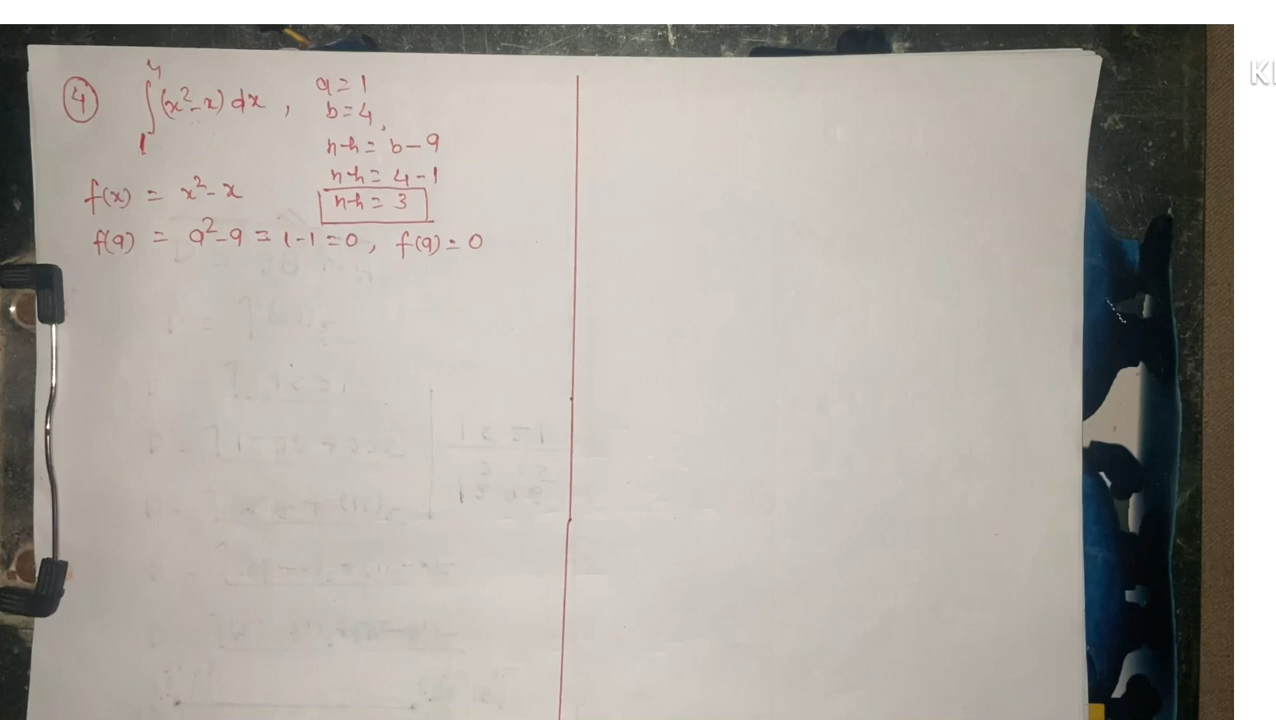 ④ ∫₁⁴ (x² - x) dx , a = 1
b = 4,
nh = b - a
nh = 4 - 1
nh = 3
f(x) = x² - x
f(a) = a² - a = 1 - 1 = 0, f(a) = 0